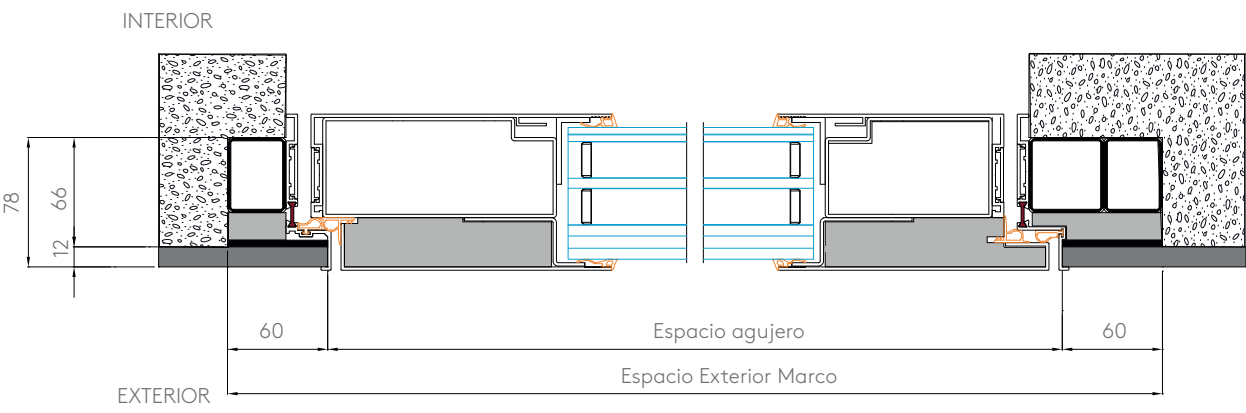 INTERIOR
78
66
12
60
Espacio agujero
60
Espacio Exterior Marco
EXTERIOR